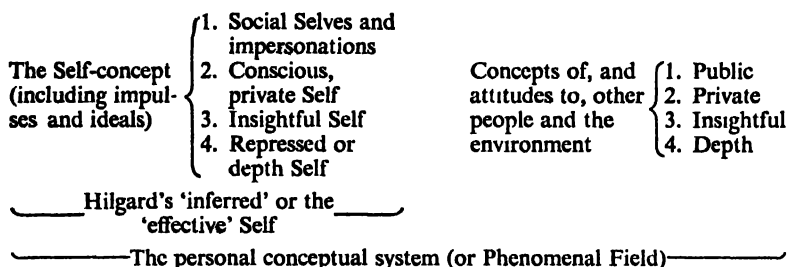 1. Social Selves and
impersonations
The Self-concept
(including impul-
ses and ideals)
2. Conscious,
private Self
3. Insightful Self
4. Repressed or
depth Self
Concepts of, and
attitudes to, other
people and the
environment
1. Public
2. Private
3. Insightful
4. Depth
Hilgard's 'inferred' or the
'effective' Self
The personal conceptual system (or Phenomenal Field)